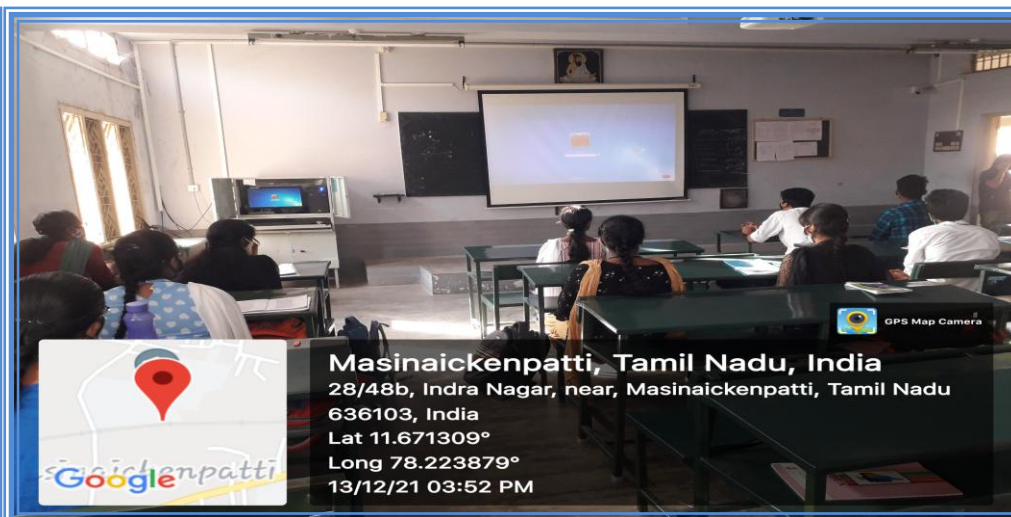 GPS Map Camera
Masinaickenpatti, Tamil Nadu, India
28/48b, Indra Nagar, near, Masinaickenpatti, Tamil Nadu
636103, India
Lat 11.671309°
Long 78.223879°
13/12/21 03:52 PM
Google